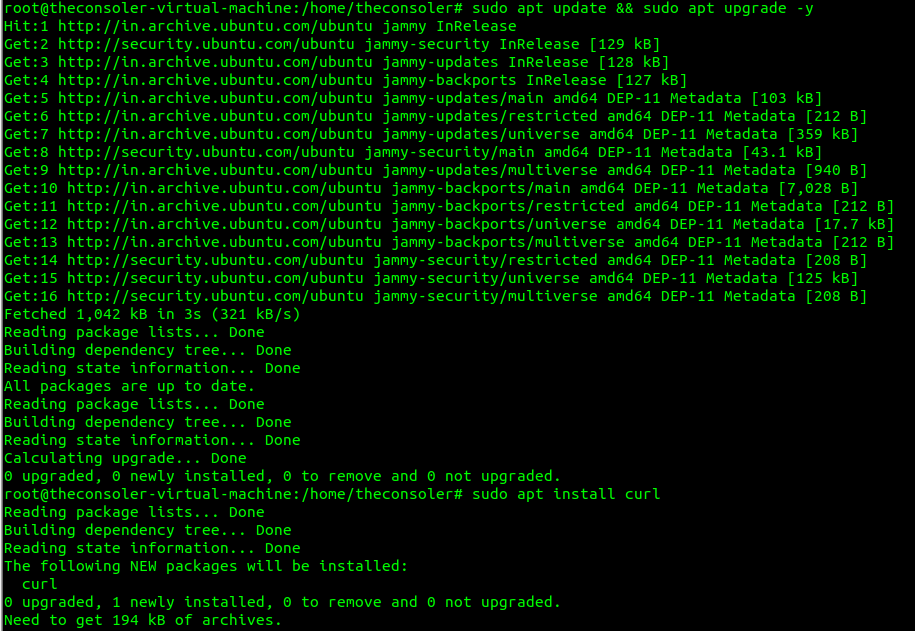 root@theconsoler-virtual-machine:/home/theconsoler# sudo apt update && sudo apt upgrade -y
Hit:1 http://in.archive.ubuntu.com/ubuntu jammy InRelease
Get:2 http://security.ubuntu.com/ubuntu jammy-security InRelease [129 kB]
Get:3 http://in.archive.ubuntu.com/ubuntu jammy-updates InRelease [128 kB]
Get:4 http://in.archive.ubuntu.com/ubuntu jammy-backports InRelease [127 kB]
Get:5 http://in.archive.ubuntu.com/ubuntu jammy-updates/main amd64 DEP-11 Metadata [103 kB]
Get:6 http://in.archive.ubuntu.com/ubuntu jammy-updates/restricted amd64 DEP-11 Metadata [212 B]
Get:7 http://in.archive.ubuntu.com/ubuntu jammy-updates/universe amd64 DEP-11 Metadata [359 kB]
Get:8 http://security.ubuntu.com/ubuntu jammy-security/main amd64 DEP-11 Metadata [43.1 kB]
Get:9 http://in.archive.ubuntu.com/ubuntu jammy-updates/multiverse amd64 DEP-11 Metadata [940 B]
Get:10 http://in.archive.ubuntu.com/ubuntu jammy-backports/main amd64 DEP-11 Metadata [7,028 B]
Get:11 http://in.archive.ubuntu.com/ubuntu jammy-backports/restricted amd64 DEP-11 Metadata [212 B]
Get:12 http://in.archive.ubuntu.com/ubuntu jammy-backports/universe amd64 DEP-11 Metadata [17.7 kB]
Get:13 http://in.archive.ubuntu.com/ubuntu jammy-backports/multiverse amd64 DEP-11 Metadata [212 B]
Get:14 http://security.ubuntu.com/ubuntu jammy-security/restricted amd64 DEP-11 Metadata [208 B]
Get:15 http://security.ubuntu.com/ubuntu jammy-security/universe amd64 DEP-11 Metadata [125 kB]
Get:16 http://security.ubuntu.com/ubuntu jammy-security/multiverse amd64 DEP-11 Metadata [208 B]
Fetched 1,042 kB in 3s (321 kB/s)
Reading package lists... Done
Building dependency tree... Done
Reading state information... Done
All packages are up to date.
Reading package lists... Done
Building dependency tree... Done
Reading state information... Done
Calculating upgrade... Done
0 upgraded, 0 newly installed, 0 to remove and 0 not upgraded.
root@theconsoler-virtual-machine:/home/theconsoler# sudo apt install curl
Reading package lists... Done
Building dependency tree... Done
Reading state information... Done
The following NEW packages will be installed:
  curl
0 upgraded, 1 newly installed, 0 to remove and 0 not upgraded.
Need to get 194 kB of archives.